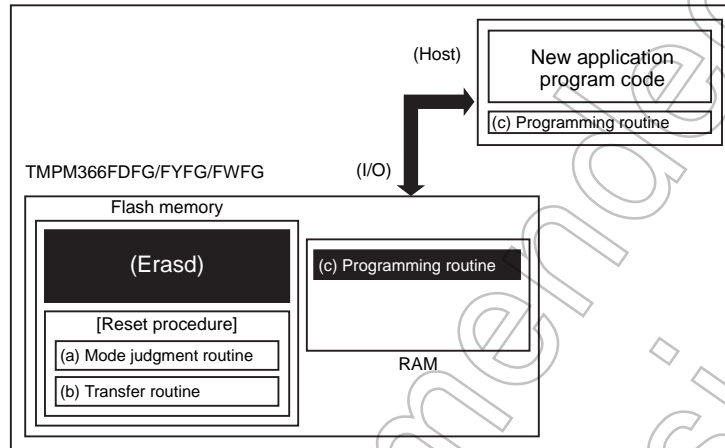 (Host)
New application
program code
(c) Programming routine
TMPM366FDFG/FYFG/FWFG
(I/O)
Flash memory
(Erasd)
(c) Programming routine
[Reset procedure]
(a) Mode judgment routine
(b) Transfer routine
RAM